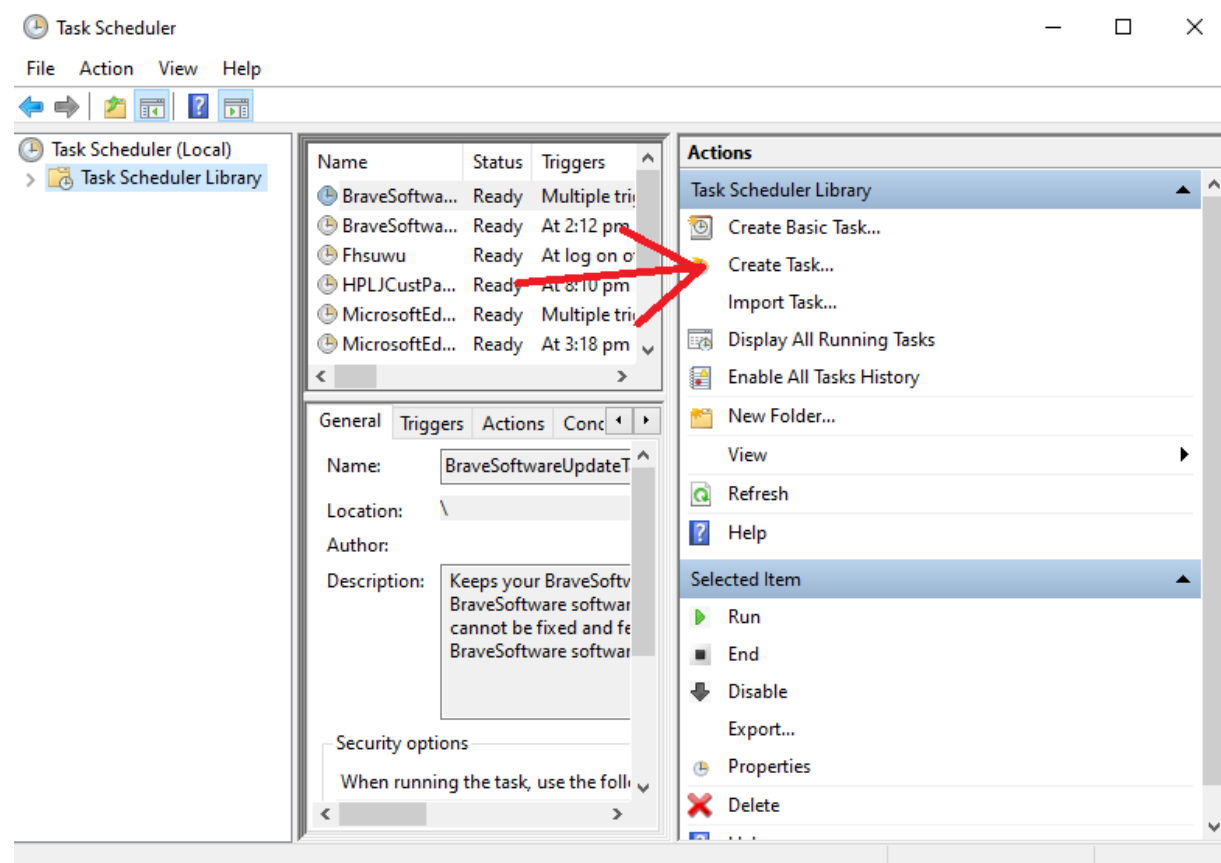 Task Scheduler
File Action View Help
Task Scheduler (Local)
Task Scheduler Library
Name Status Triggers
BraveSoftwa... Ready Multiple
BraveSoftwa... Ready At 2:12 pm
Fhsuwu Ready At log on
HPLJCustPa... Ready At 8:10 pm
MicrosoftEd... Ready Multiple
MicrosoftEd... Ready At 3:18 pm
General Triggers Actions
Name: BraveSoftwareUpdateT
Location: \
Author:
Description: Keeps your BraveSoftw
BraveSoftware softwar
cannot be fixed and fe
BraveSoftware softwar
Security options
When running the task, use the
Actions
Task Scheduler Library
Create Basic Task...
Create Task...
Import Task...
Display All Running Tasks
Enable All Tasks History
New Folder...
View
Refresh
Help
Selected Item
Run
End
Disable
Export...
Properties
Delete